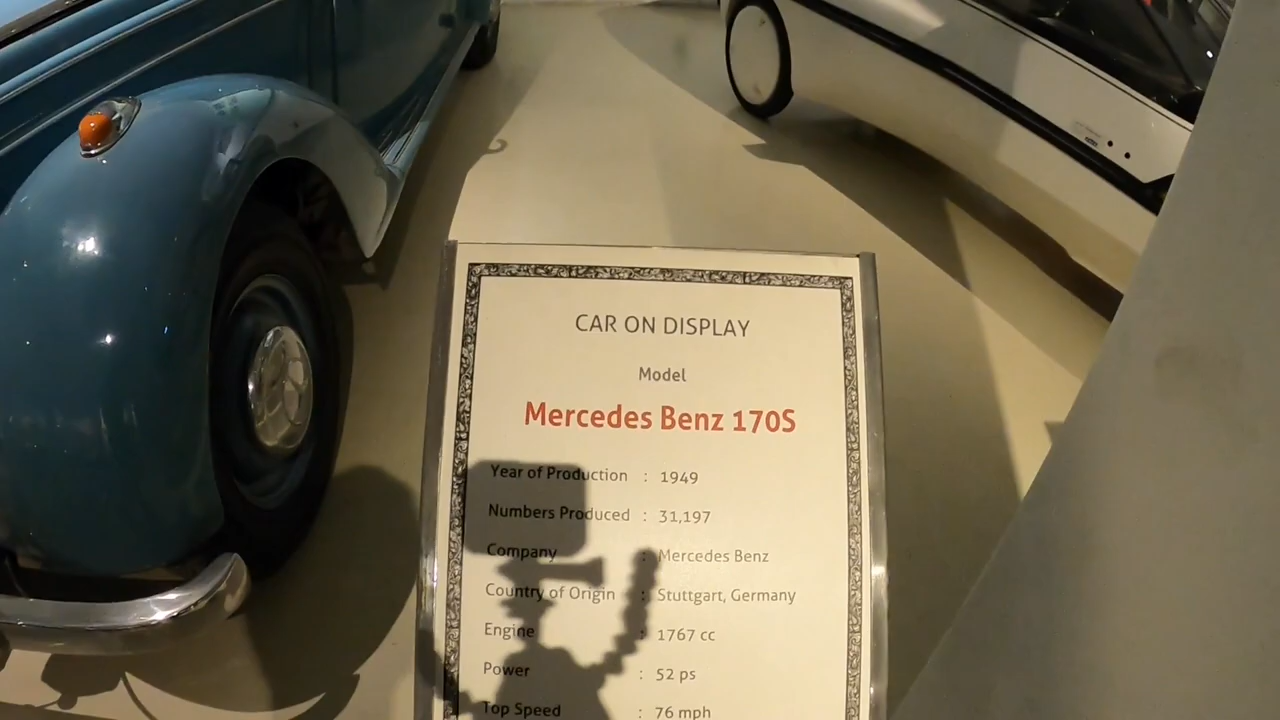 CAR ON DISPLAY
Model
Mercedes Benz 170S
Year of Production : 1949
Numbers Produced : 31,197
Company : Mercedes Benz
Country of Origin : Stuttgart, Germany
Engine : 1767 cc
Power : 52 ps
Top Speed : 76 mph